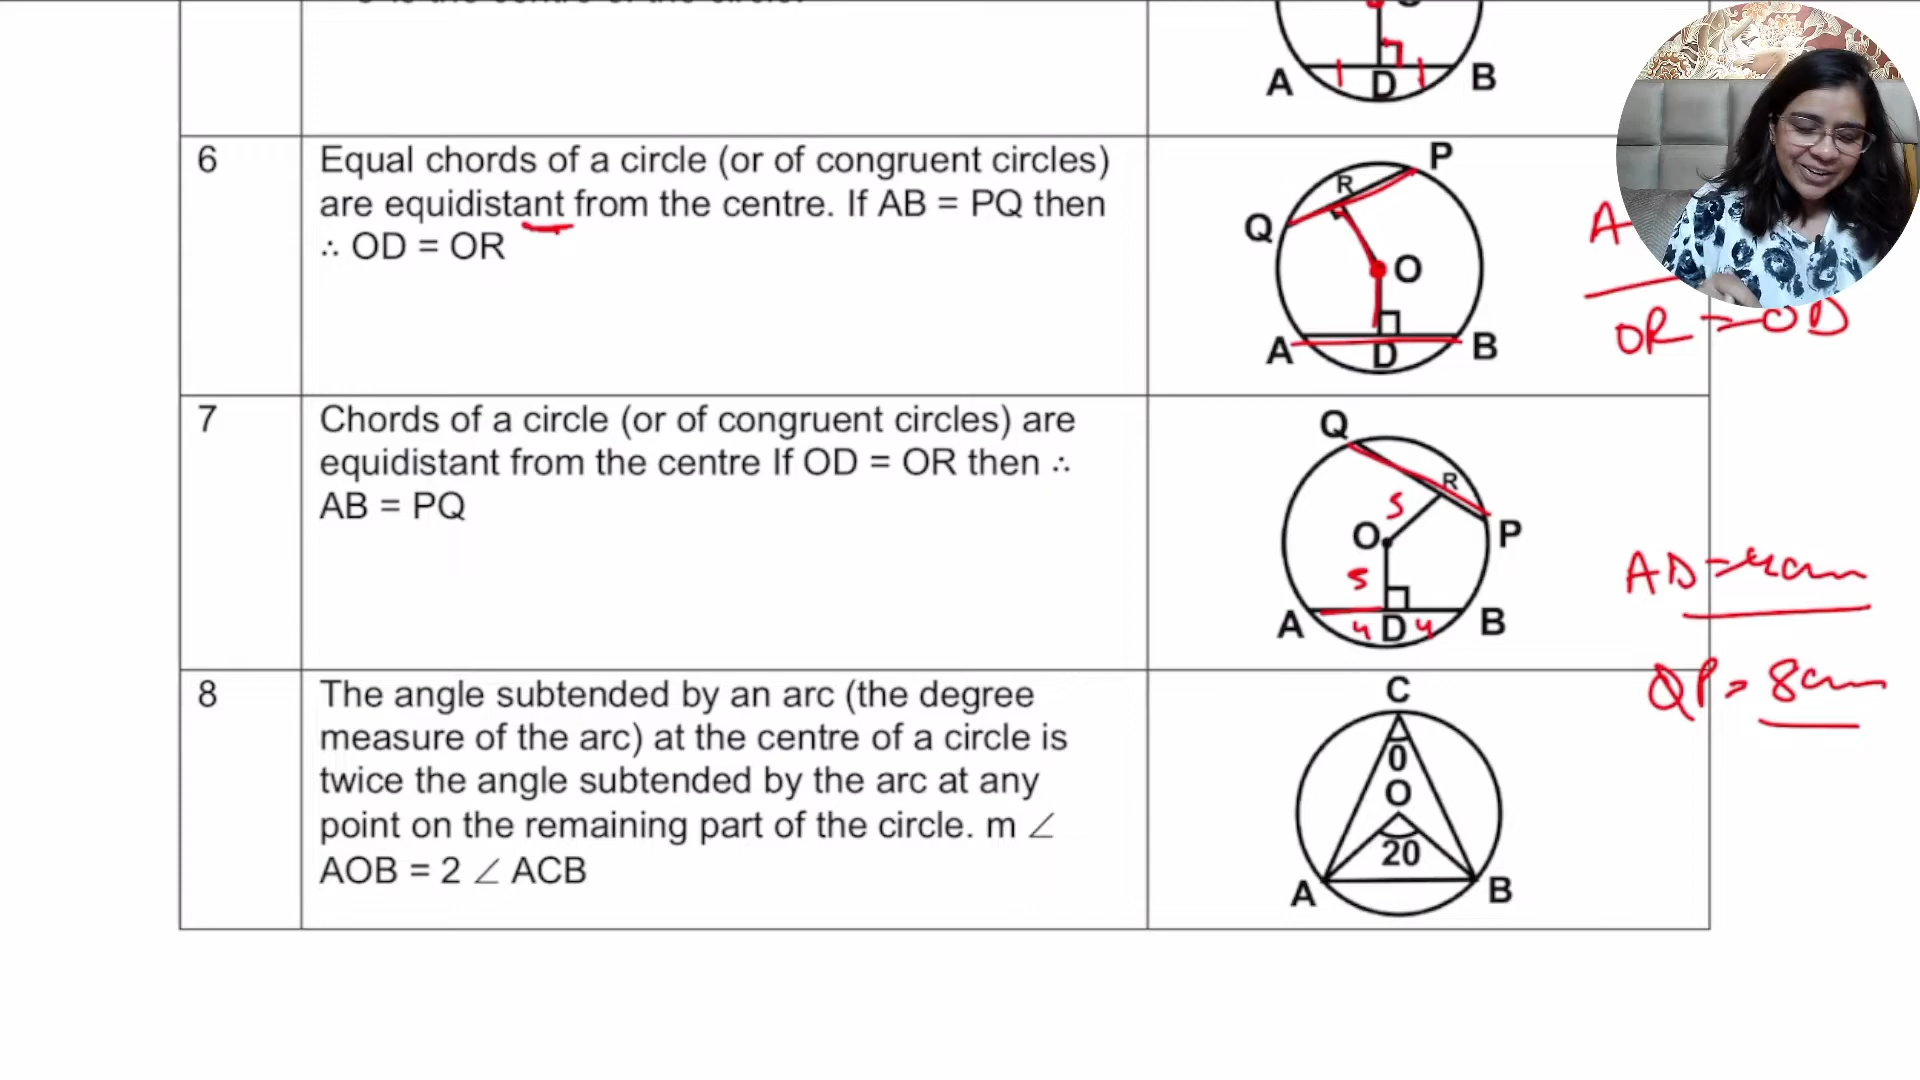 A D B
6 Equal chords of a circle (or of congruent circles)
are equidistant from the centre. If AB = PQ then
∴ OD = OR
P
R
Q
O
A D B
A
OR = OD
7 Chords of a circle (or of congruent circles) are
equidistant from the centre If OD = OR then ∴
AB = PQ
Q
R
5
O P
5
A 4 D 4 B
AD = 4cm
QP = 8cm
8 The angle subtended by an arc (the degree
measure of the arc) at the centre of a circle is
twice the angle subtended by the arc at any
point on the remaining part of the circle. m ∠
AOB = 2 ∠ ACB
C
0
O
20
A B